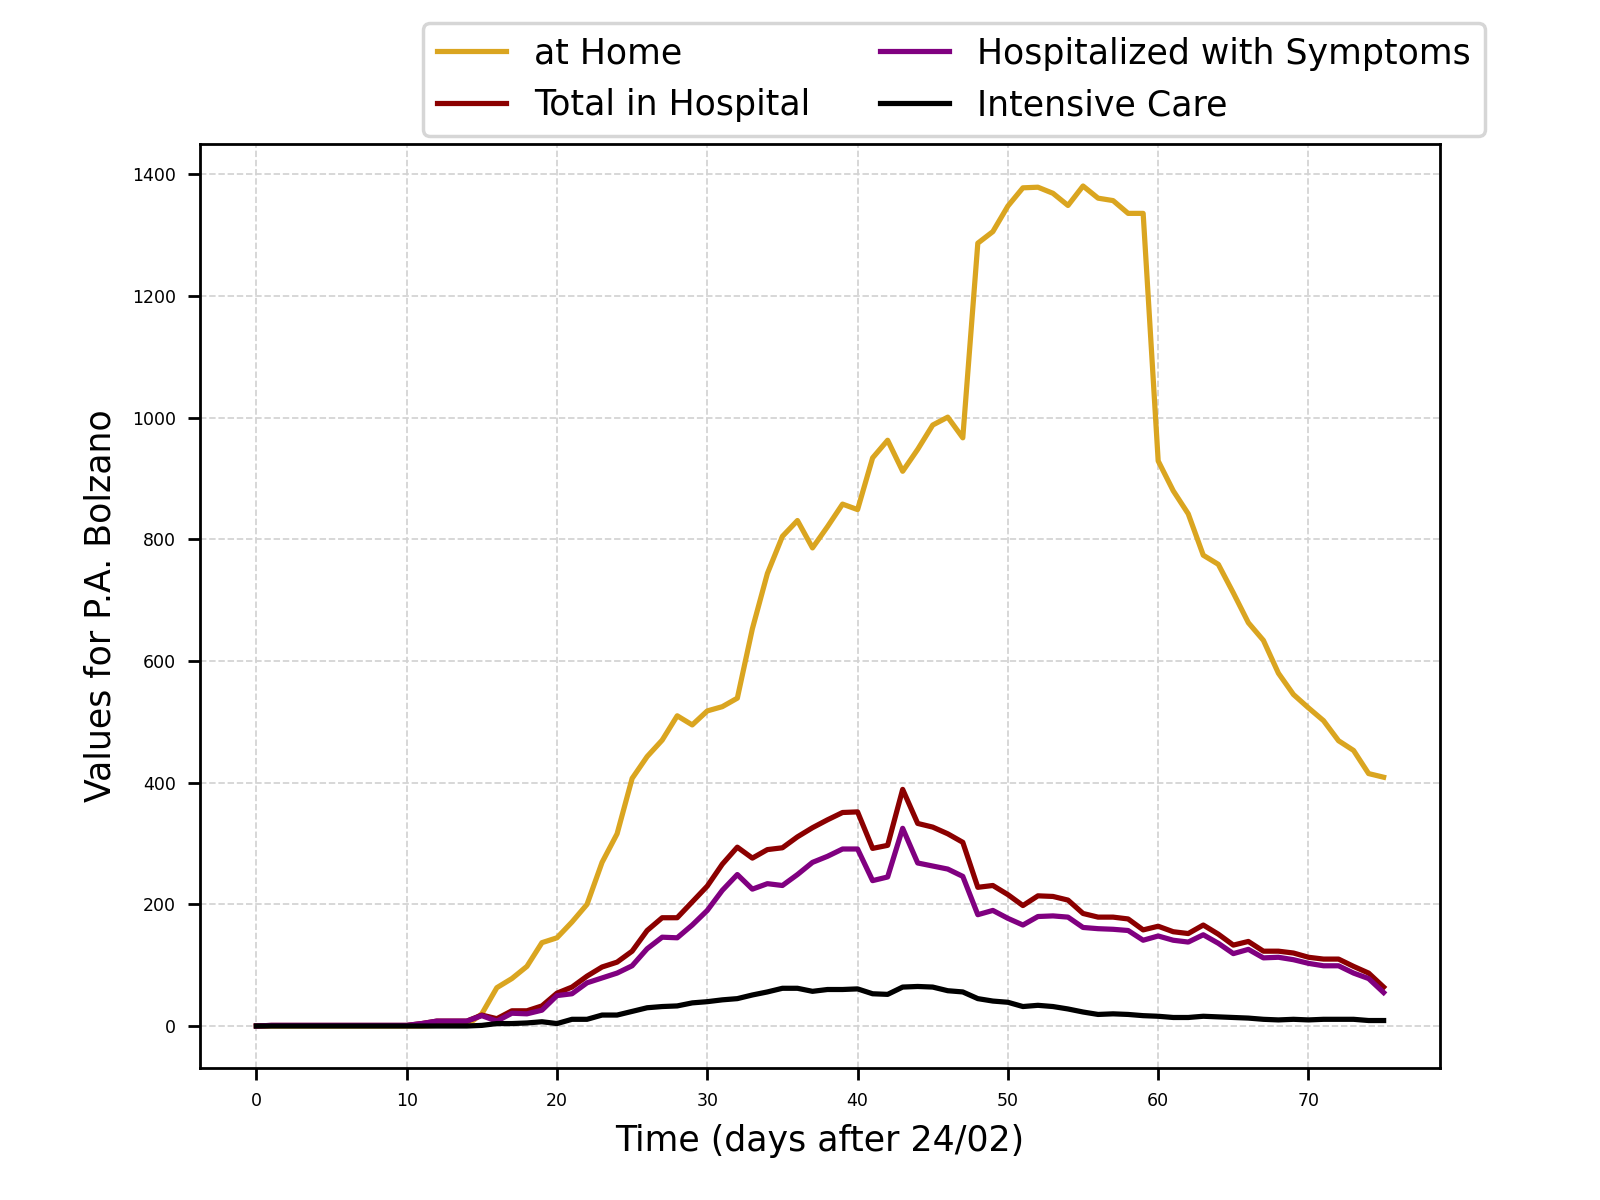 at Home
Total in Hospital
Hospitalized with Symptoms
Intensive Care
1400
1200
1000
800
600
400
200
0
Values for P.A. Bolzano
0 10 20 30 40 50 60 70
Time (days after 24/02)